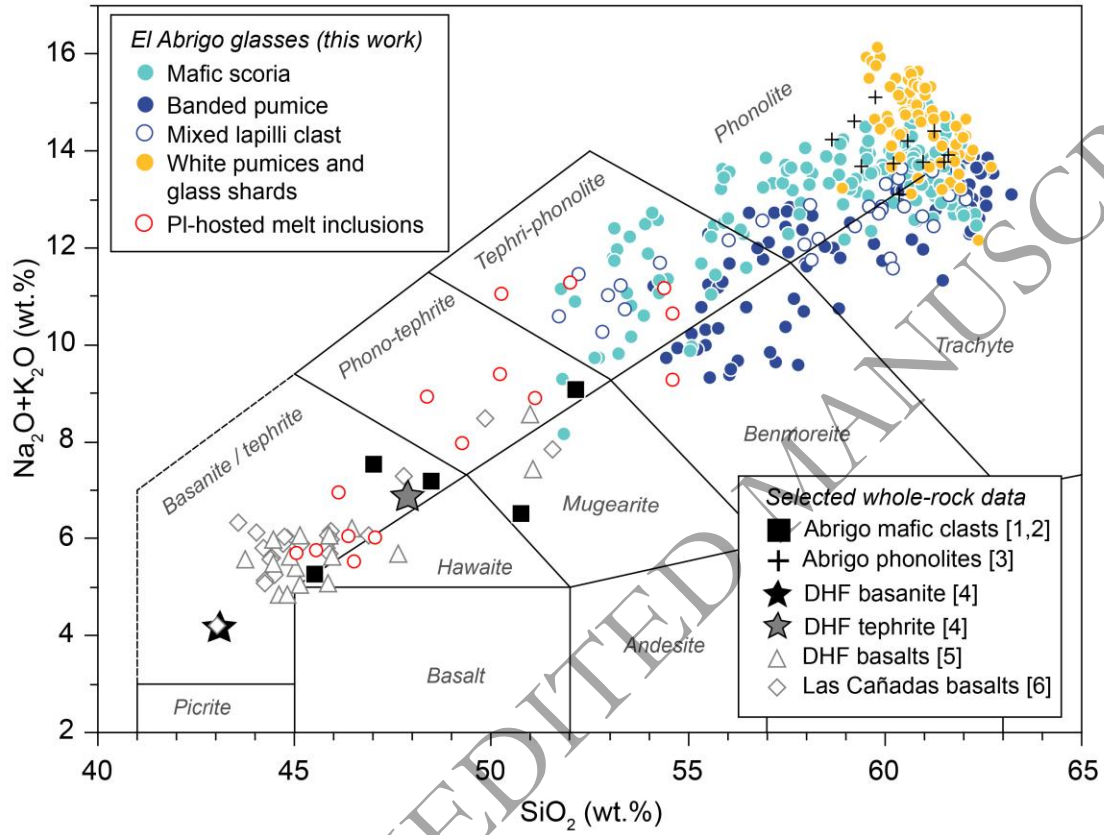 16
14
12
10
8
6
4
2
40
45
50
55
60
65
Na2O+K2O (wt.%)
SiO2 (wt.%)
El Abrigo glasses (this work)
Mafic scoria
Banded pumice
Mixed lapilli clast
White pumices and
glass shards
Pl-hosted melt inclusions
Phonolite
Tephri-phonolite
Phono-tephrite
Basanite / tephrite
Trachyte
Benmoreite
Mugearite
Hawaite
Basalt
Andesite
Picrite
Selected whole-rock data
Abrigo mafic clasts [1,2]
Abrigo phonolites [3]
DHF basanite [4]
DHF tephrite [4]
DHF basalts [5]
Las Cañadas basalts [6]
EDITED MANUSCR